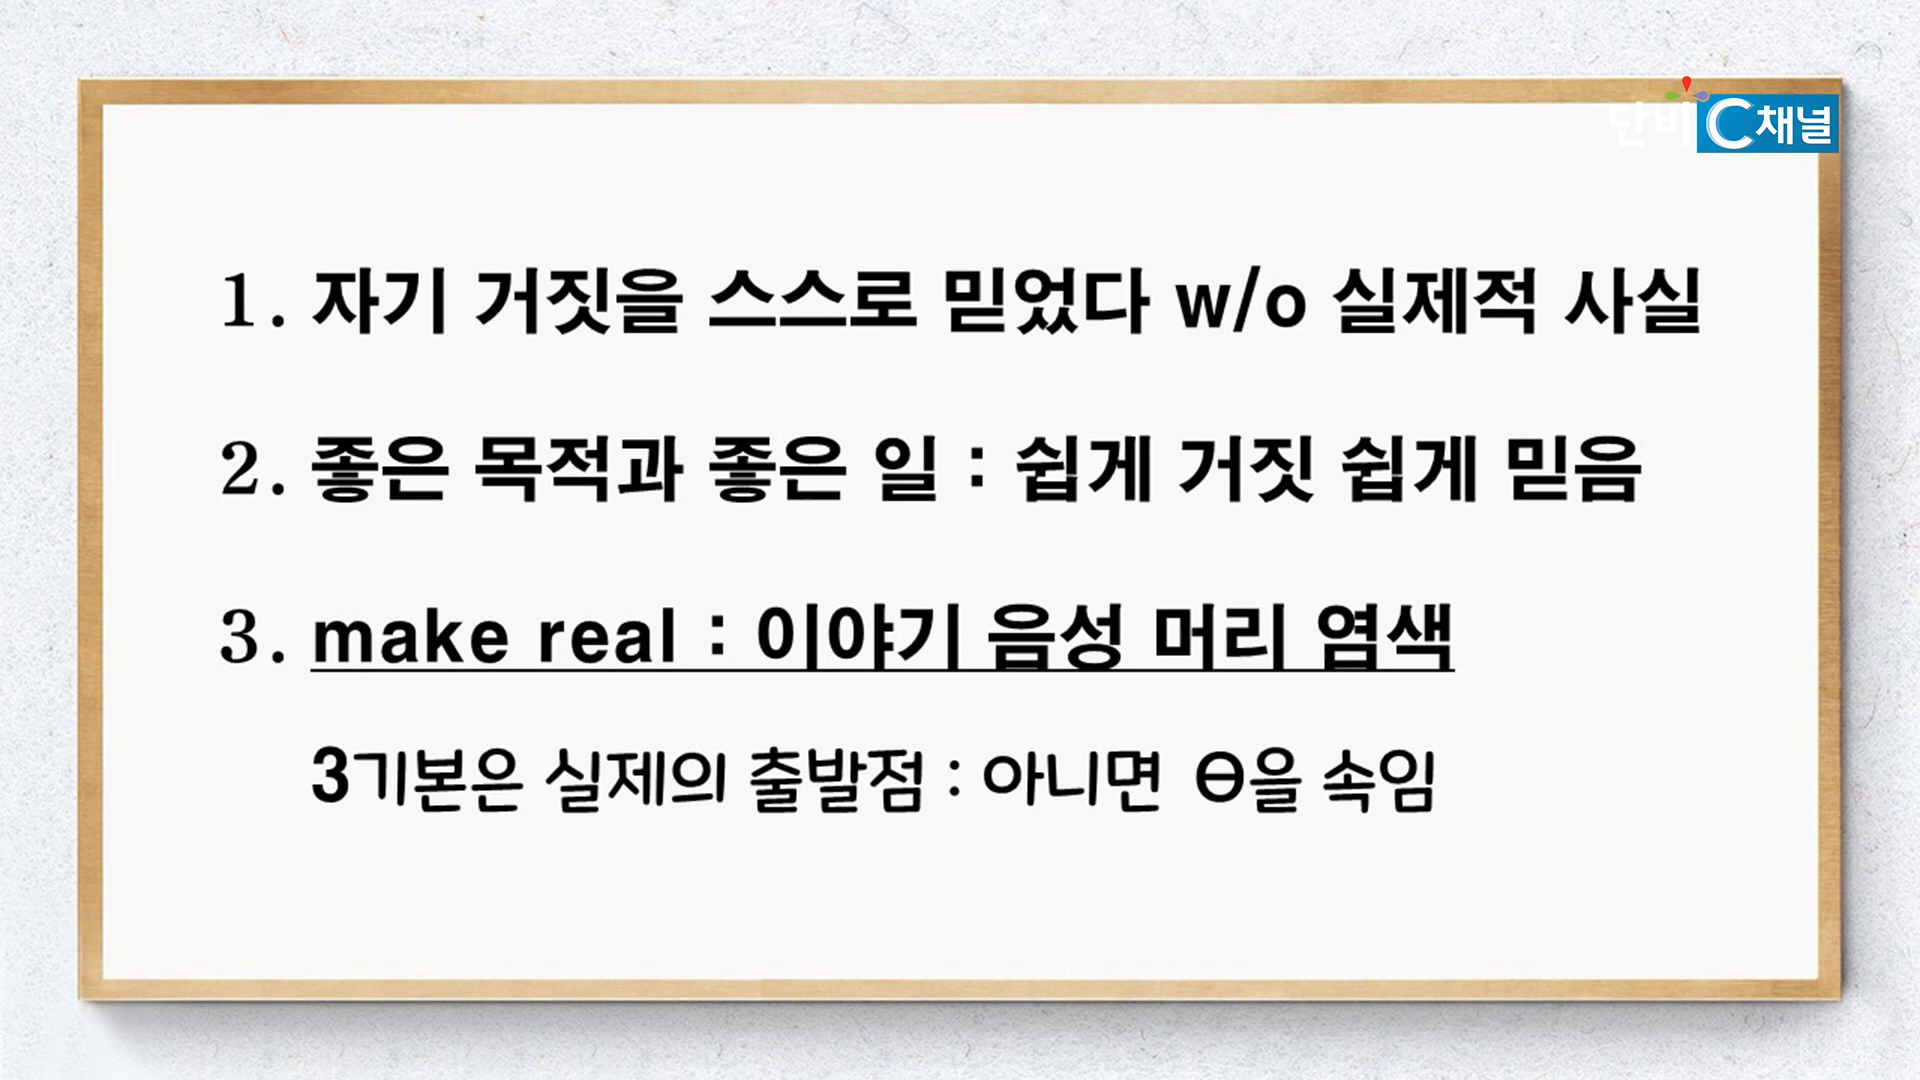 단비 C채널
1. 자기 거짓을 스스로 믿었다 w/o 실제적 사실
2. 좋은 목적과 좋은 일 : 쉽게 거짓 쉽게 믿음
3. make real : 이야기 음성 머리 염색
3기본은 실제의 출발점 : 아니면 Θ을 속임